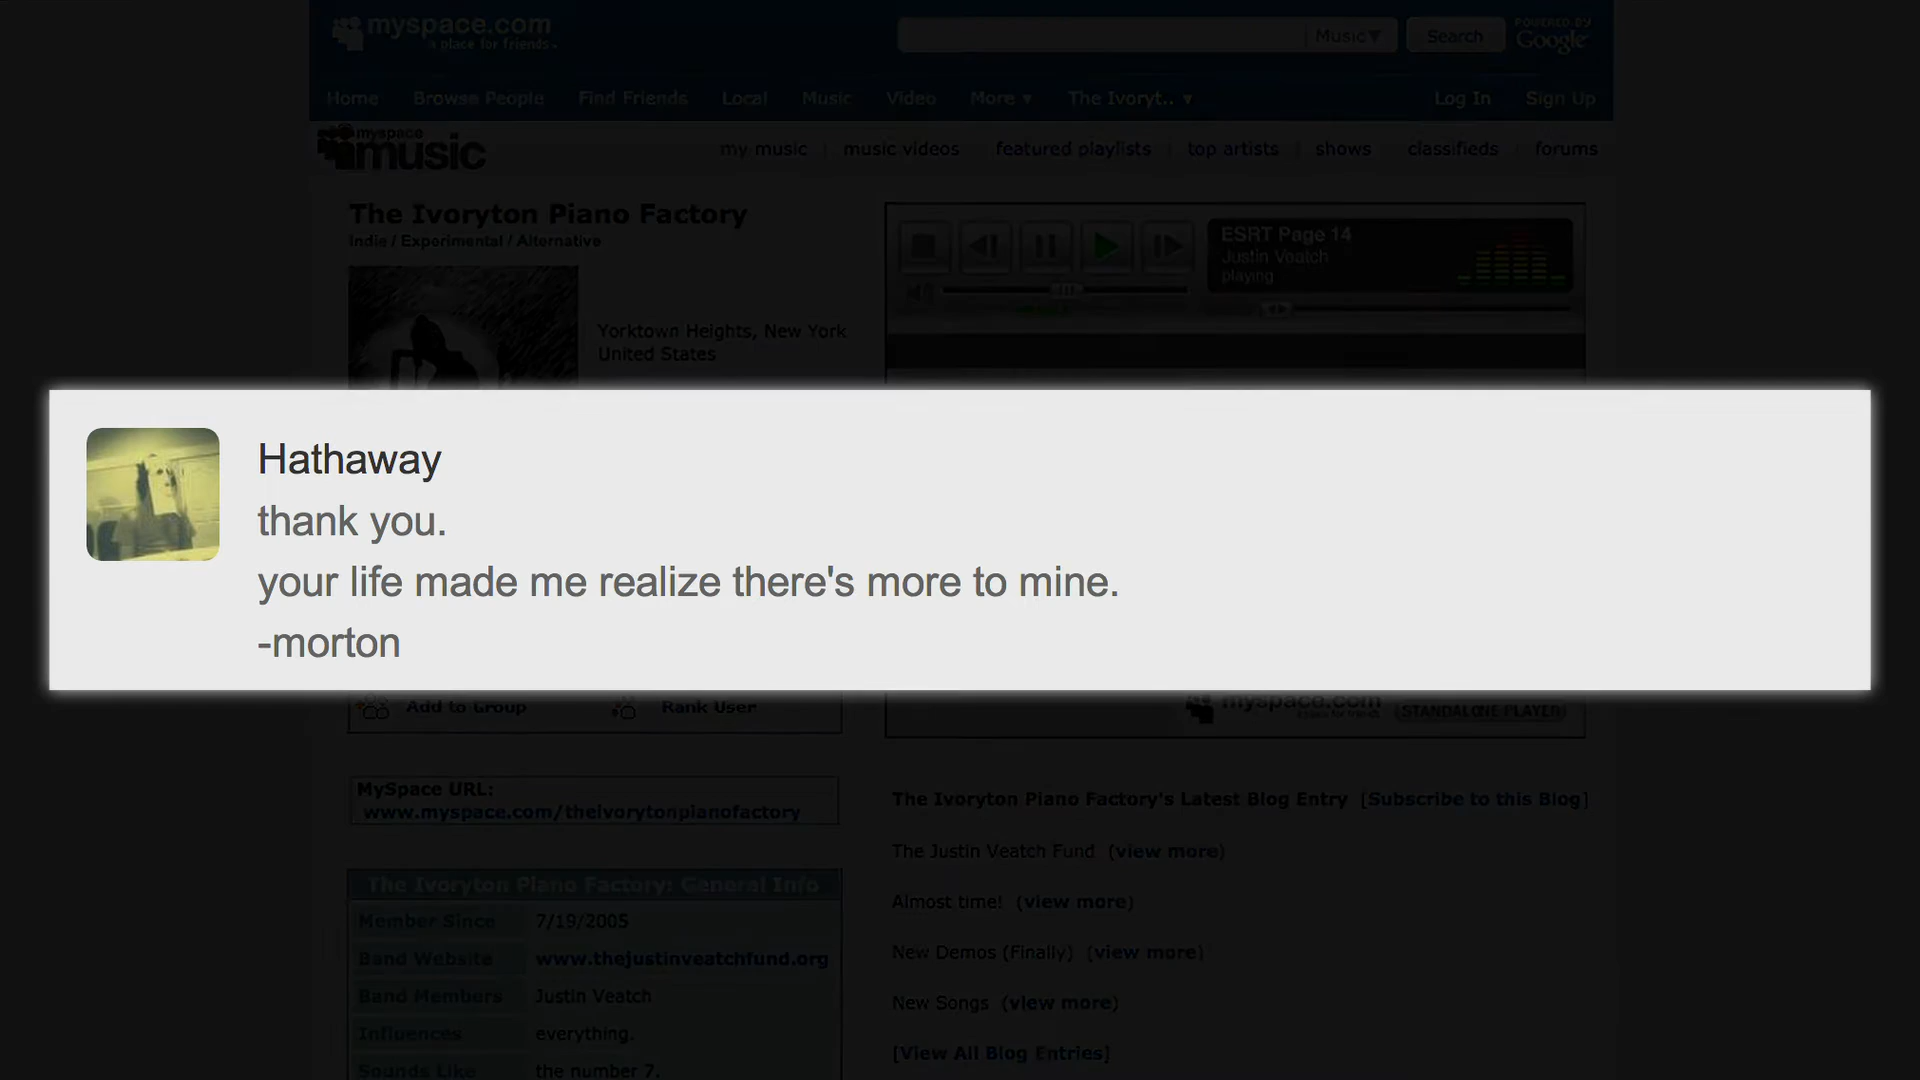 myspace.com
a place for friends.
Music
Search
POWERED BY
Google
Home
Browse People
Find Friends
Local
Music
Video
More
The Ivoryt..
Log In
Sign Up
myspace
music
my music
music videos
featured playlists
top artists
shows
classifieds
forums
The Ivoryton Piano Factory
Indie / Experimental / Alternative
Yorktown Heights, New York
United States
ESRT Page 14
Justin Veatch
playing
Hathaway
thank you.
your life made me realize there's more to mine.
-morton
Add to Group
Rank User
myspace.com
STANDALONE PLAYER
MySpace URL:
www.myspace.com/theivorytonpianofactory
The Ivoryton Piano Factory: General Info
Member Since 7/19/2005
Band Website www.thejustinveatchfund.org
Band Members Justin Veatch
Influences everything.
Sounds Like the number 7.
The Ivoryton Piano Factory's Latest Blog Entry [Subscribe to this Blog]
The Justin Veatch Fund (view more)
Almost time! (view more)
New Demos (Finally) (view more)
New Songs (view more)
[View All Blog Entries]